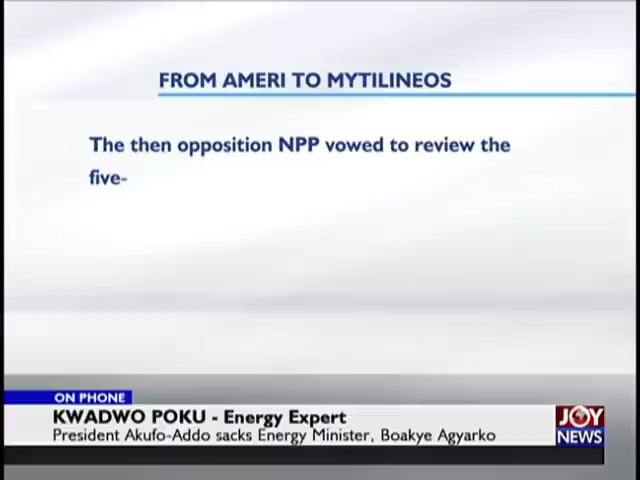 FROM AMERI TO MYTILINEOS
The then opposition NPP vowed to review the
five-
ON PHONE
KWADWO POKU - Energy Expert
President Akufo-Addo sacks Energy Minister, Boakye Agyarko
JOY
NEWS